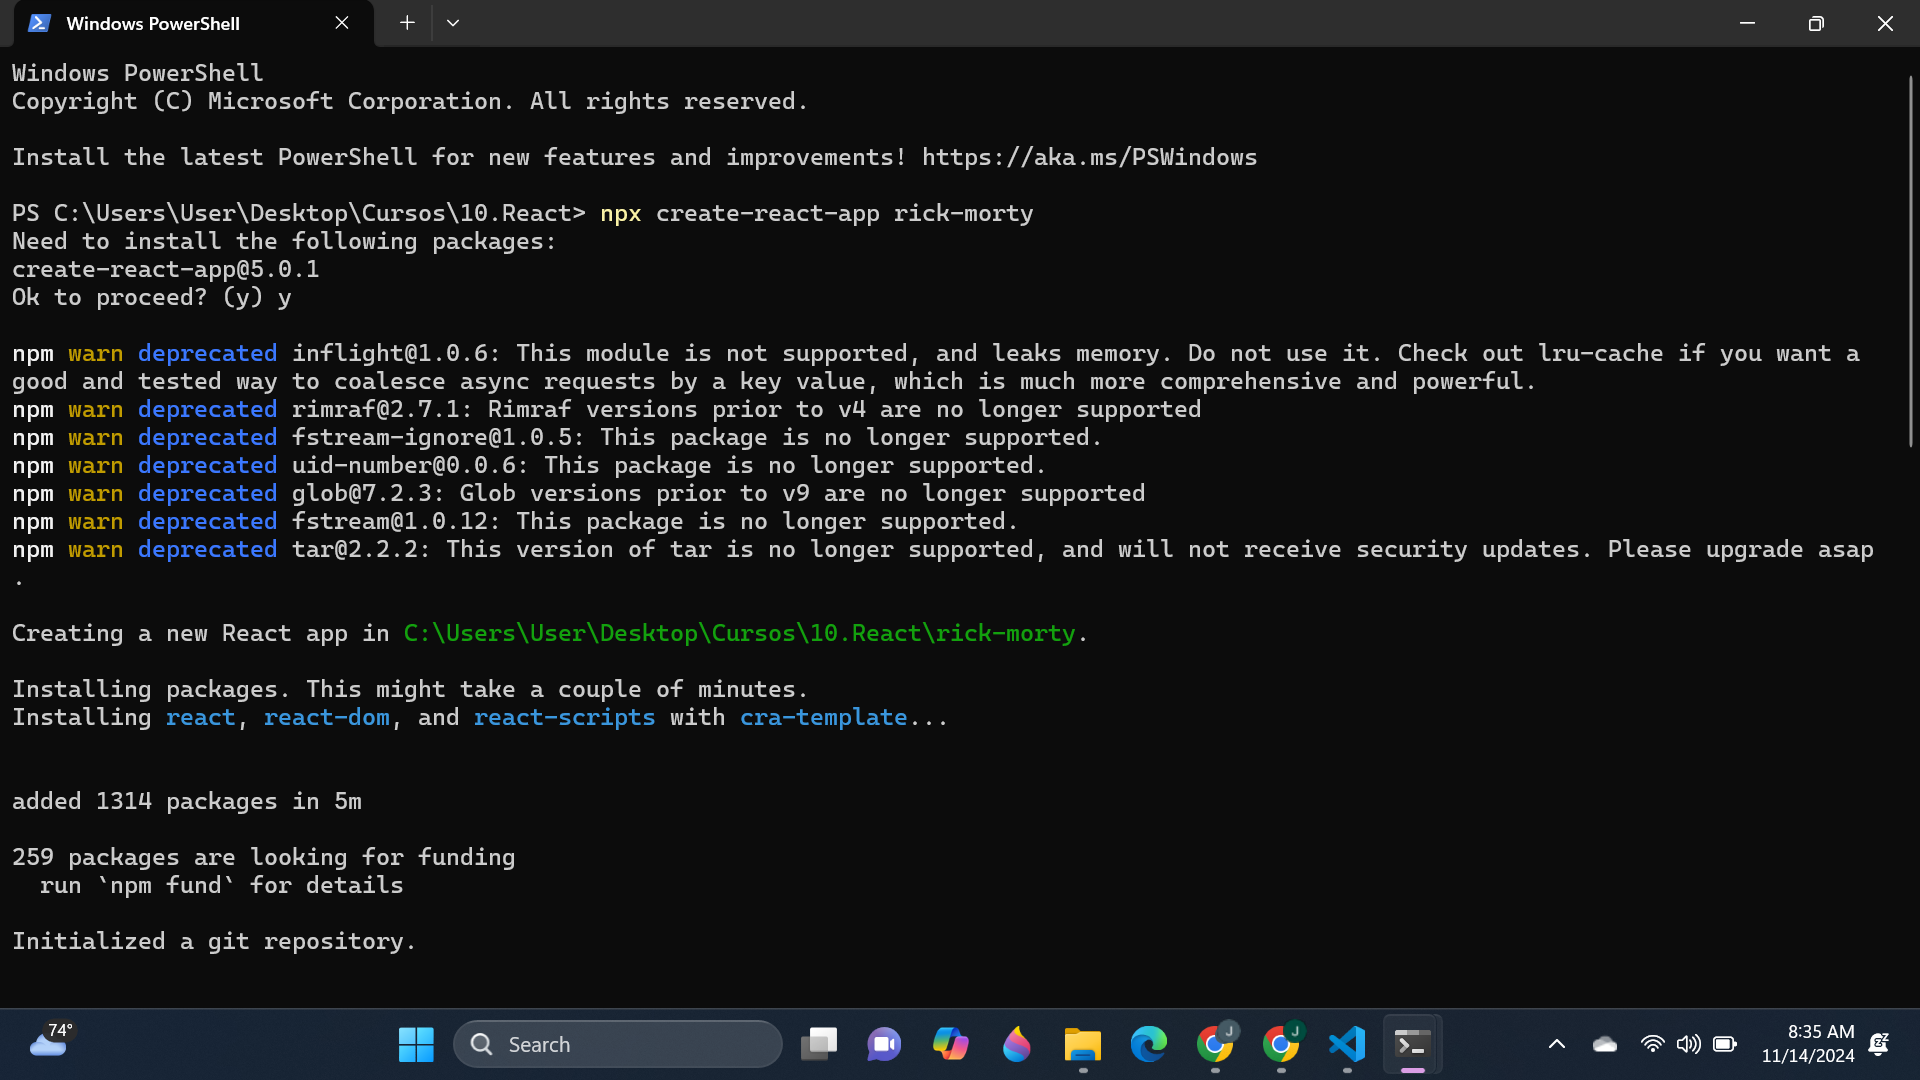 Windows PowerShell
Windows PowerShell
Copyright (C) Microsoft Corporation. All rights reserved.
Install the latest PowerShell for new features and improvements! https://aka.ms/PSWindows
PS C:\Users\User\Desktop\Cursos\10.React> npx create-react-app rick-morty
Need to install the following packages:
create-react-app@5.0.1
Ok to proceed? (y) y
npm warn deprecated inflight@1.0.6: This module is not supported, and leaks memory. Do not use it. Check out lru-cache if you want a
good and tested way to coalesce async requests by a key value, which is much more comprehensive and powerful.
npm warn deprecated rimraf@2.7.1: Rimraf versions prior to v4 are no longer supported
npm warn deprecated fstream-ignore@1.0.5: This package is no longer supported.
npm warn deprecated uid-number@0.0.6: This package is no longer supported.
npm warn deprecated glob@7.2.3: Glob versions prior to v9 are no longer supported
npm warn deprecated fstream@1.0.12: This package is no longer supported.
npm warn deprecated tar@2.2.2: This version of tar is no longer supported, and will not receive security updates. Please upgrade asap
.
Creating a new React app in C:\Users\User\Desktop\Cursos\10.React\rick-morty.
Installing packages. This might take a couple of minutes.
Installing react, react-dom, and react-scripts with cra-template...
added 1314 packages in 5m
259 packages are looking for funding
  run `npm fund` for details
Initialized a git repository.
74°
Search
J
J
8:35 AM
11/14/2024